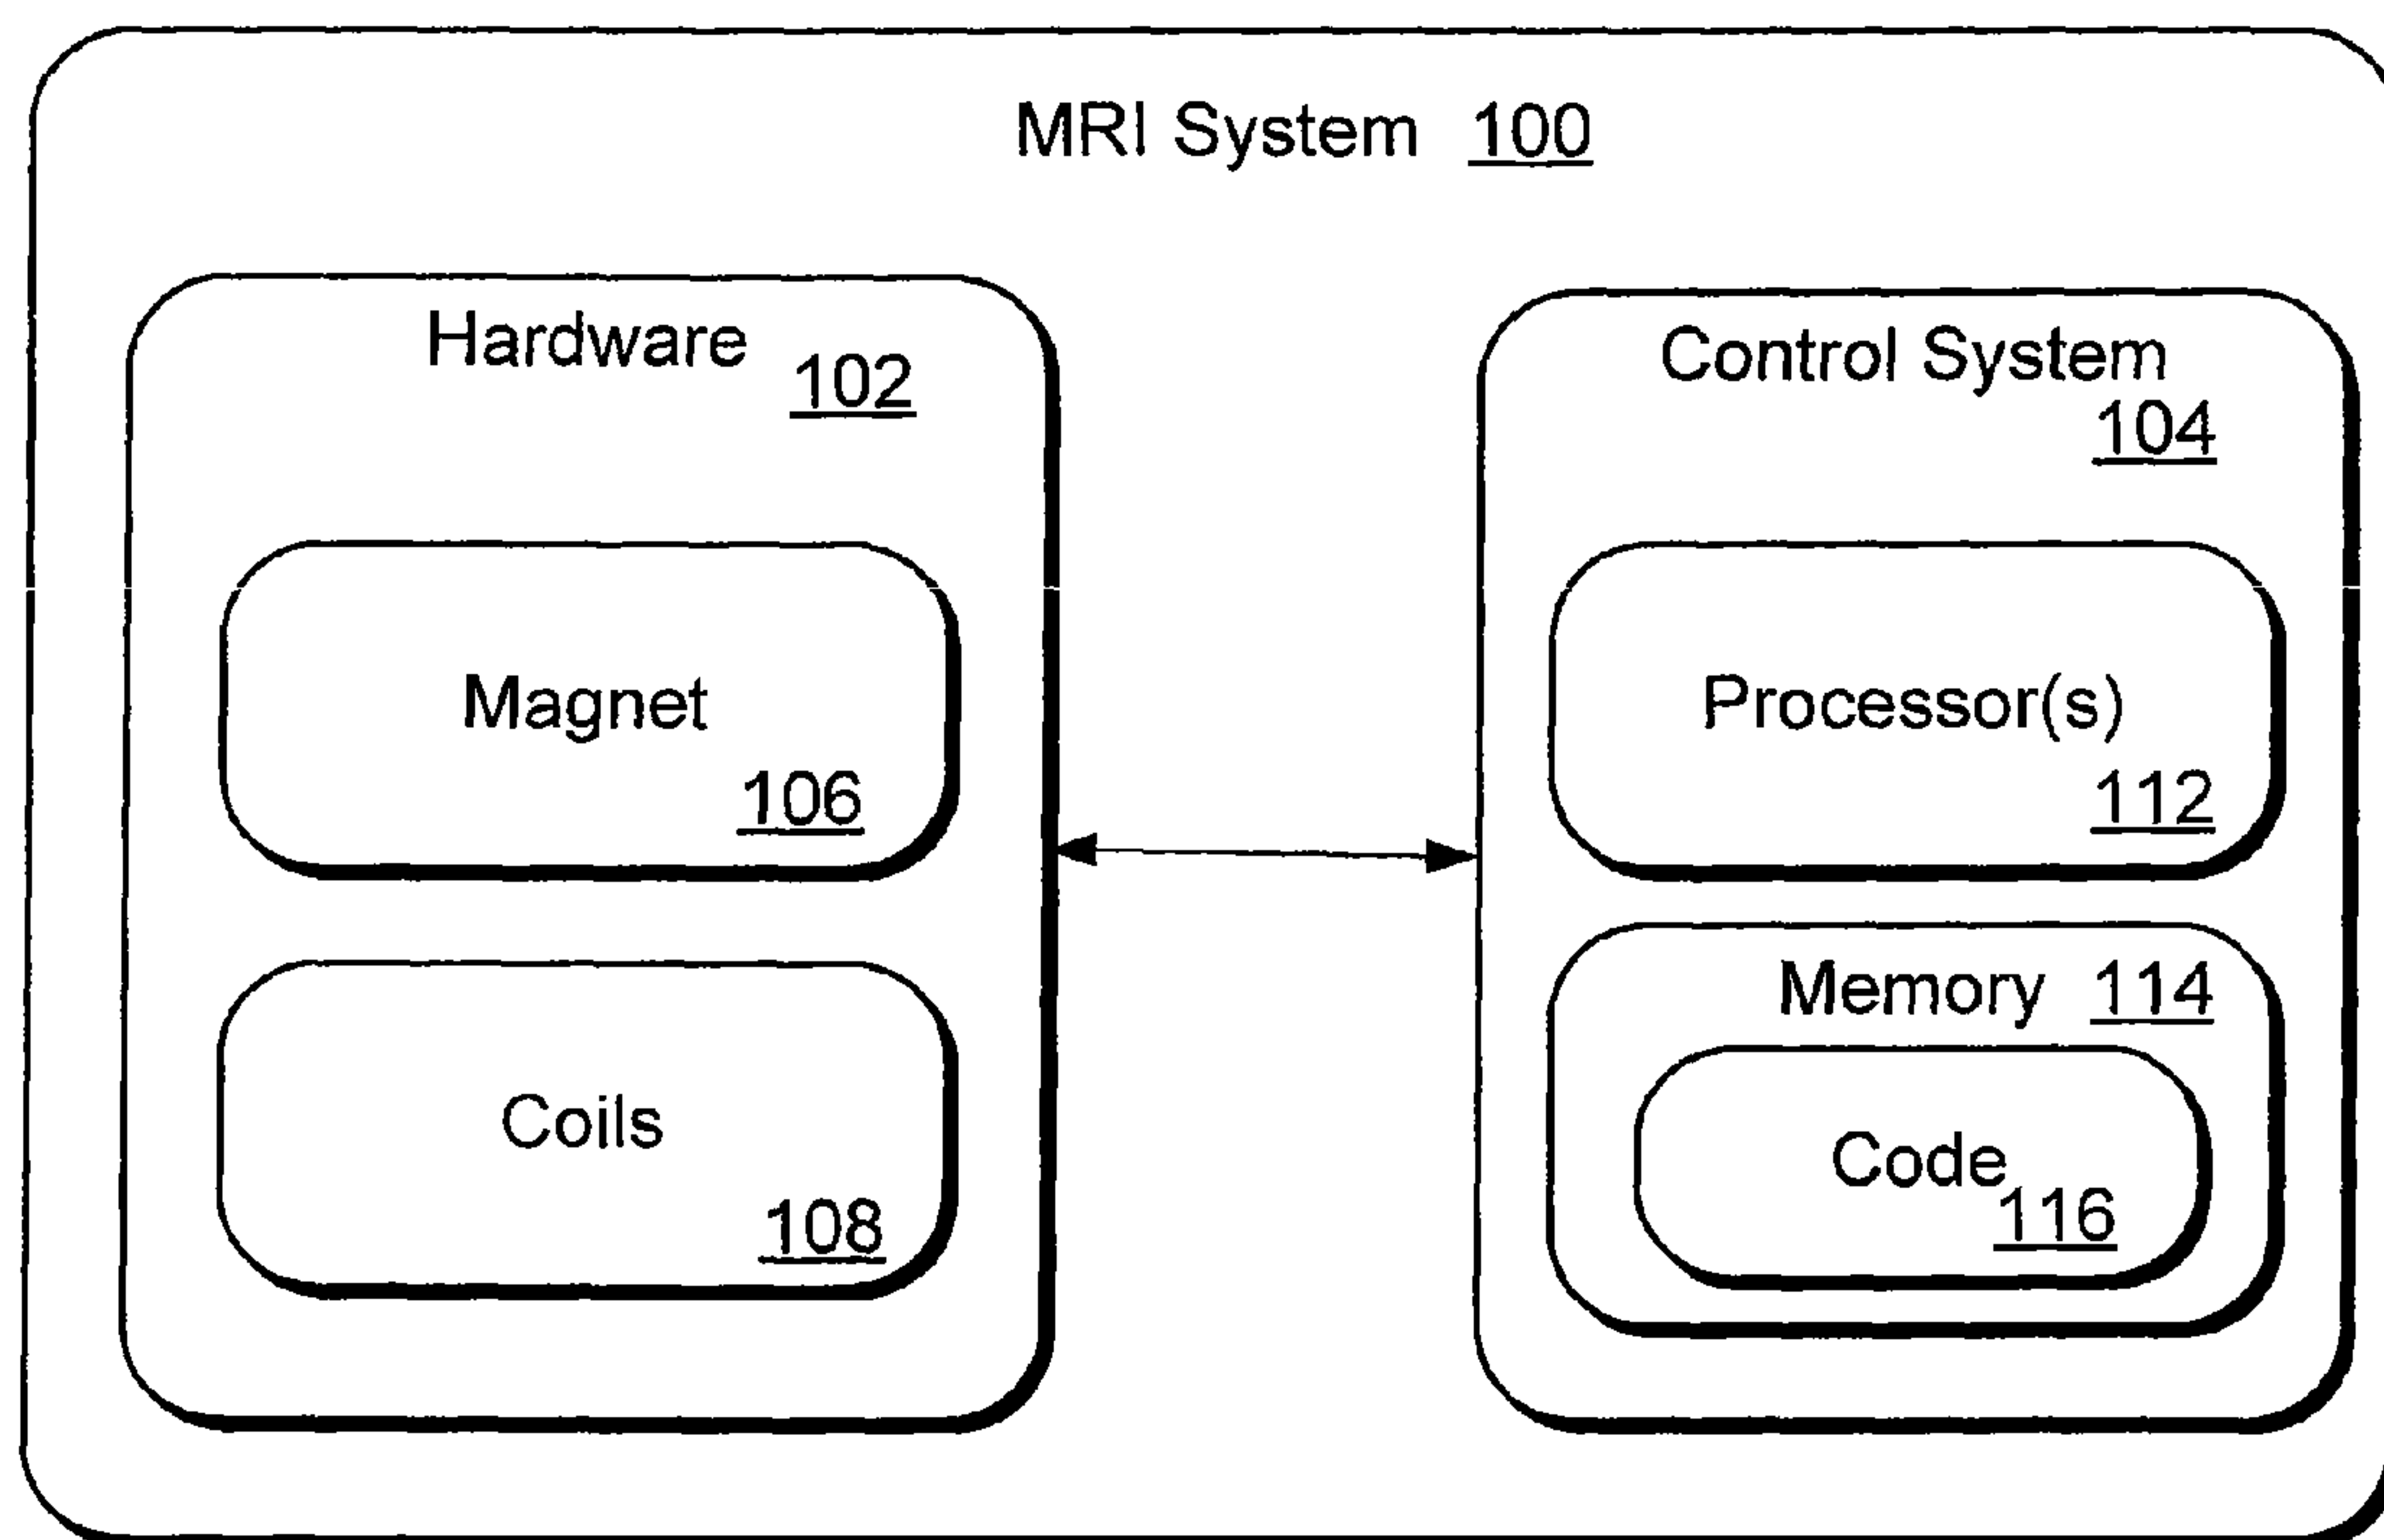 MRI System 100
Hardware
102
Magnet
106
Coils
108
Control System
104
Processor(s)
112
Memory 114
Code
116